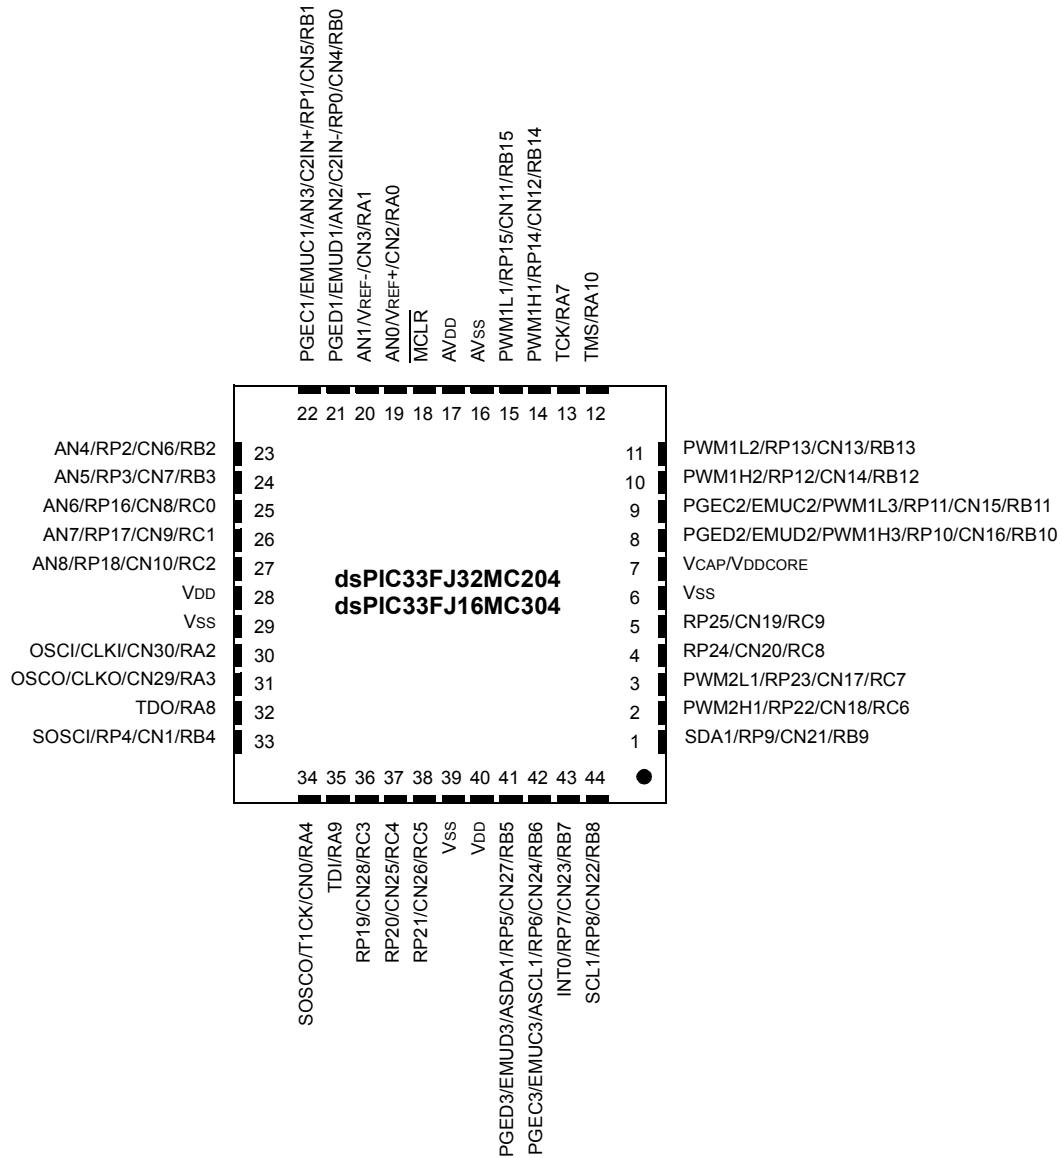 PGEC1/EMUC1/AN3/C2IN+/RP1/CN5/RB1
PGED1/EMUD1/AN2/C2IN-/RP0/CN4/RB0
AN1/VREF-/CN3/RA1
AN0/VREF+/CN2/RA0
MCLR
AVDD
AVSS
PWM1L1/RP15/CN11/RB15
PWM1H1/RP14/CN12/RB14
TCK/RA7
TMS/RA10
22 21 20 19 18 17 16 15 14 13 12
AN4/RP2/CN6/RB2 23
AN5/RP3/CN7/RB3 24
AN6/RP16/CN8/RC0 25
AN7/RP17/CN9/RC1 26
AN8/RP18/CN10/RC2 27
VDD 28
VSS 29
OSCI/CLKI/CN30/RA2 30
OSCO/CLKO/CN29/RA3 31
TDO/RA8 32
SOSCI/RP4/CN1/RB4 33
dsPIC33FJ32MC204
dsPIC33FJ16MC304
11 PWM1L2/RP13/CN13/RB13
10 PWM1H2/RP12/CN14/RB12
9 PGEC2/EMUC2/PWM1L3/RP11/CN15/RB11
8 PGED2/EMUD2/PWM1H3/RP10/CN16/RB10
7 VCAP/VDDCORE
6 VSS
5 RP25/CN19/RC9
4 RP24/CN20/RC8
3 PWM2L1/RP23/CN17/RC7
2 PWM2H1/RP22/CN18/RC6
1 SDA1/RP9/CN21/RB9
34 35 36 37 38 39 40 41 42 43 44
SOSCO/T1CK/CN0/RA4
TDI/RA9
RP19/CN28/RC3
RP20/CN25/RC4
RP21/CN26/RC5
VSS
VDD
PGED3/EMUD3/ASDA1/RP5/CN27/RB5
PGEC3/EMUC3/ASCL1/RP6/CN24/RB6
INT0/RP7/CN23/RB7
SCL1/RP8/CN22/RB8